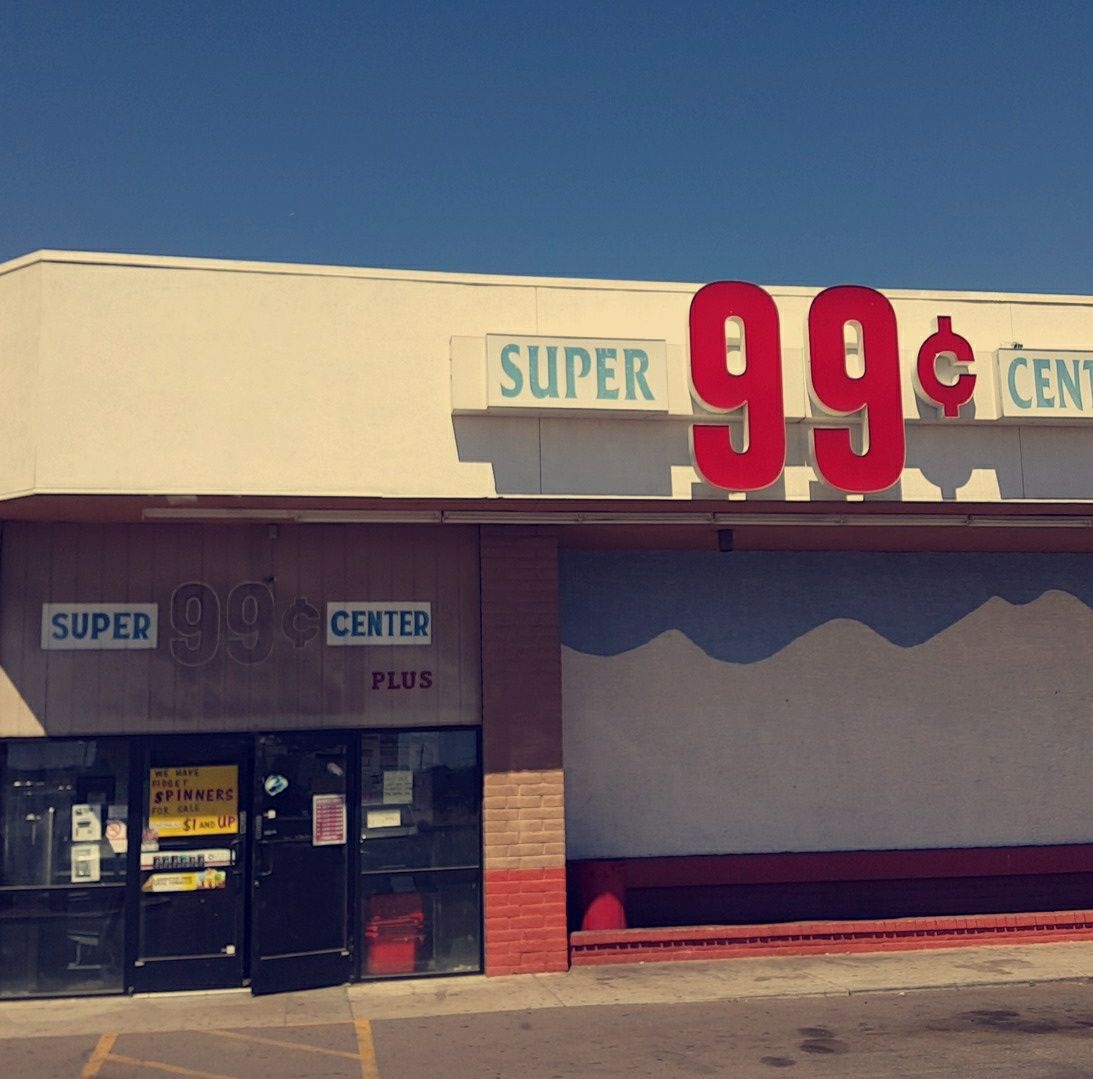 SUPER 99¢ CENT
SUPER 99¢ CENTER
PLUS
WE HAVE
FIDGET
SPINNERS
FOR SALE
$1 AND UP